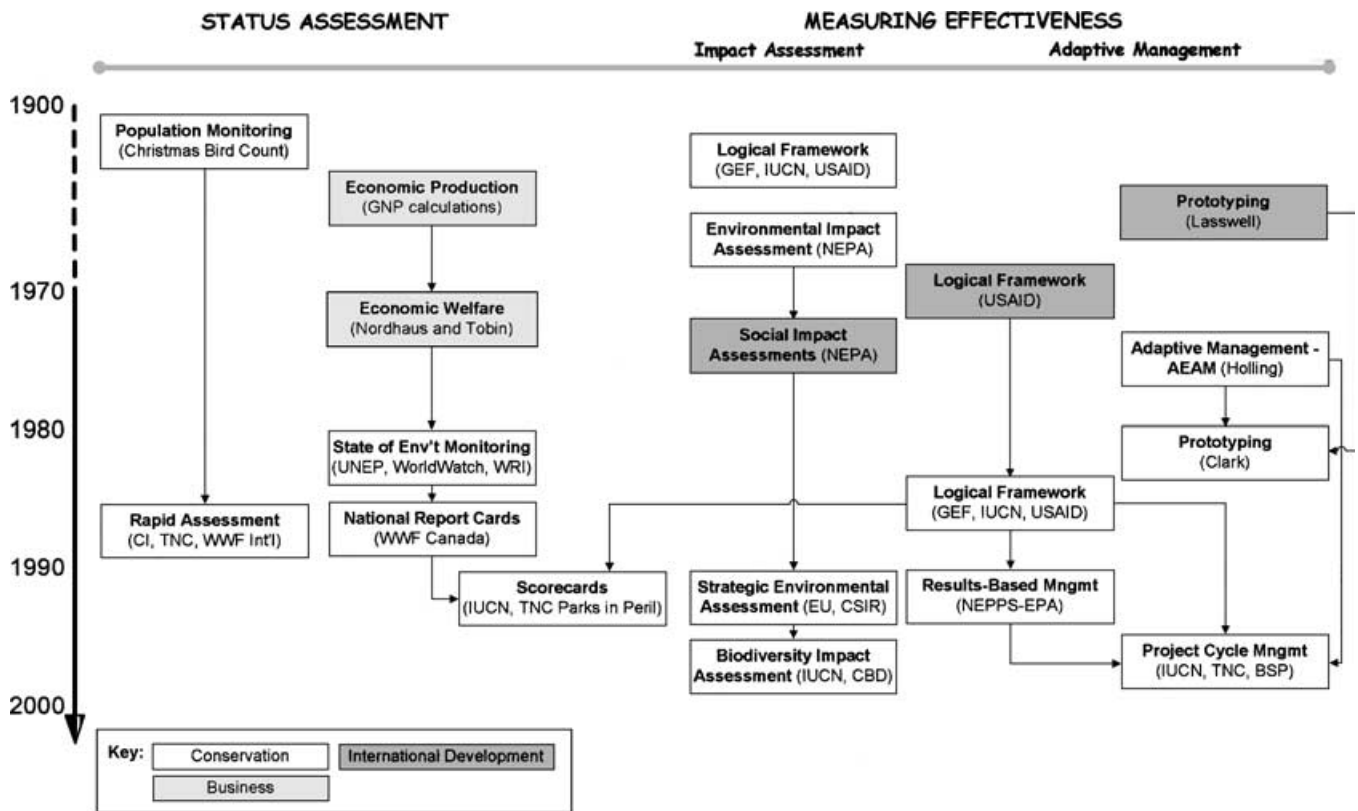 STATUS ASSESSMENT
MEASURING EFFECTIVENESS
Impact Assessment
Adaptive Management
1900
1970
1980
1990
2000
Population Monitoring
(Christmas Bird Count)
Rapid Assessment
(CI, TNC, WWF Int'l)
Economic Production
(GNP calculations)
Economic Welfare
(Nordhaus and Tobin)
State of Env't Monitoring
(UNEP, WorldWatch, WRI)
National Report Cards
(WWF Canada)
Scorecards
(IUCN, TNC Parks in Peril)
Logical Framework
(GEF, IUCN, USAID)
Environmental Impact
Assessment (NEPA)
Social Impact
Assessments (NEPA)
Strategic Environmental
Assessment (EU, CSIR)
Biodiversity Impact
Assessment (IUCN, CBD)
Logical Framework
(USAID)
Logical Framework
(GEF, IUCN, USAID)
Results-Based Mngmt
(NEPPS-EPA)
Prototyping
(Lasswell)
Adaptive Management -
AEAM (Holling)
Prototyping
(Clark)
Project Cycle Mngmt
(IUCN, TNC, BSP)
Key:
Conservation
International Development
Business